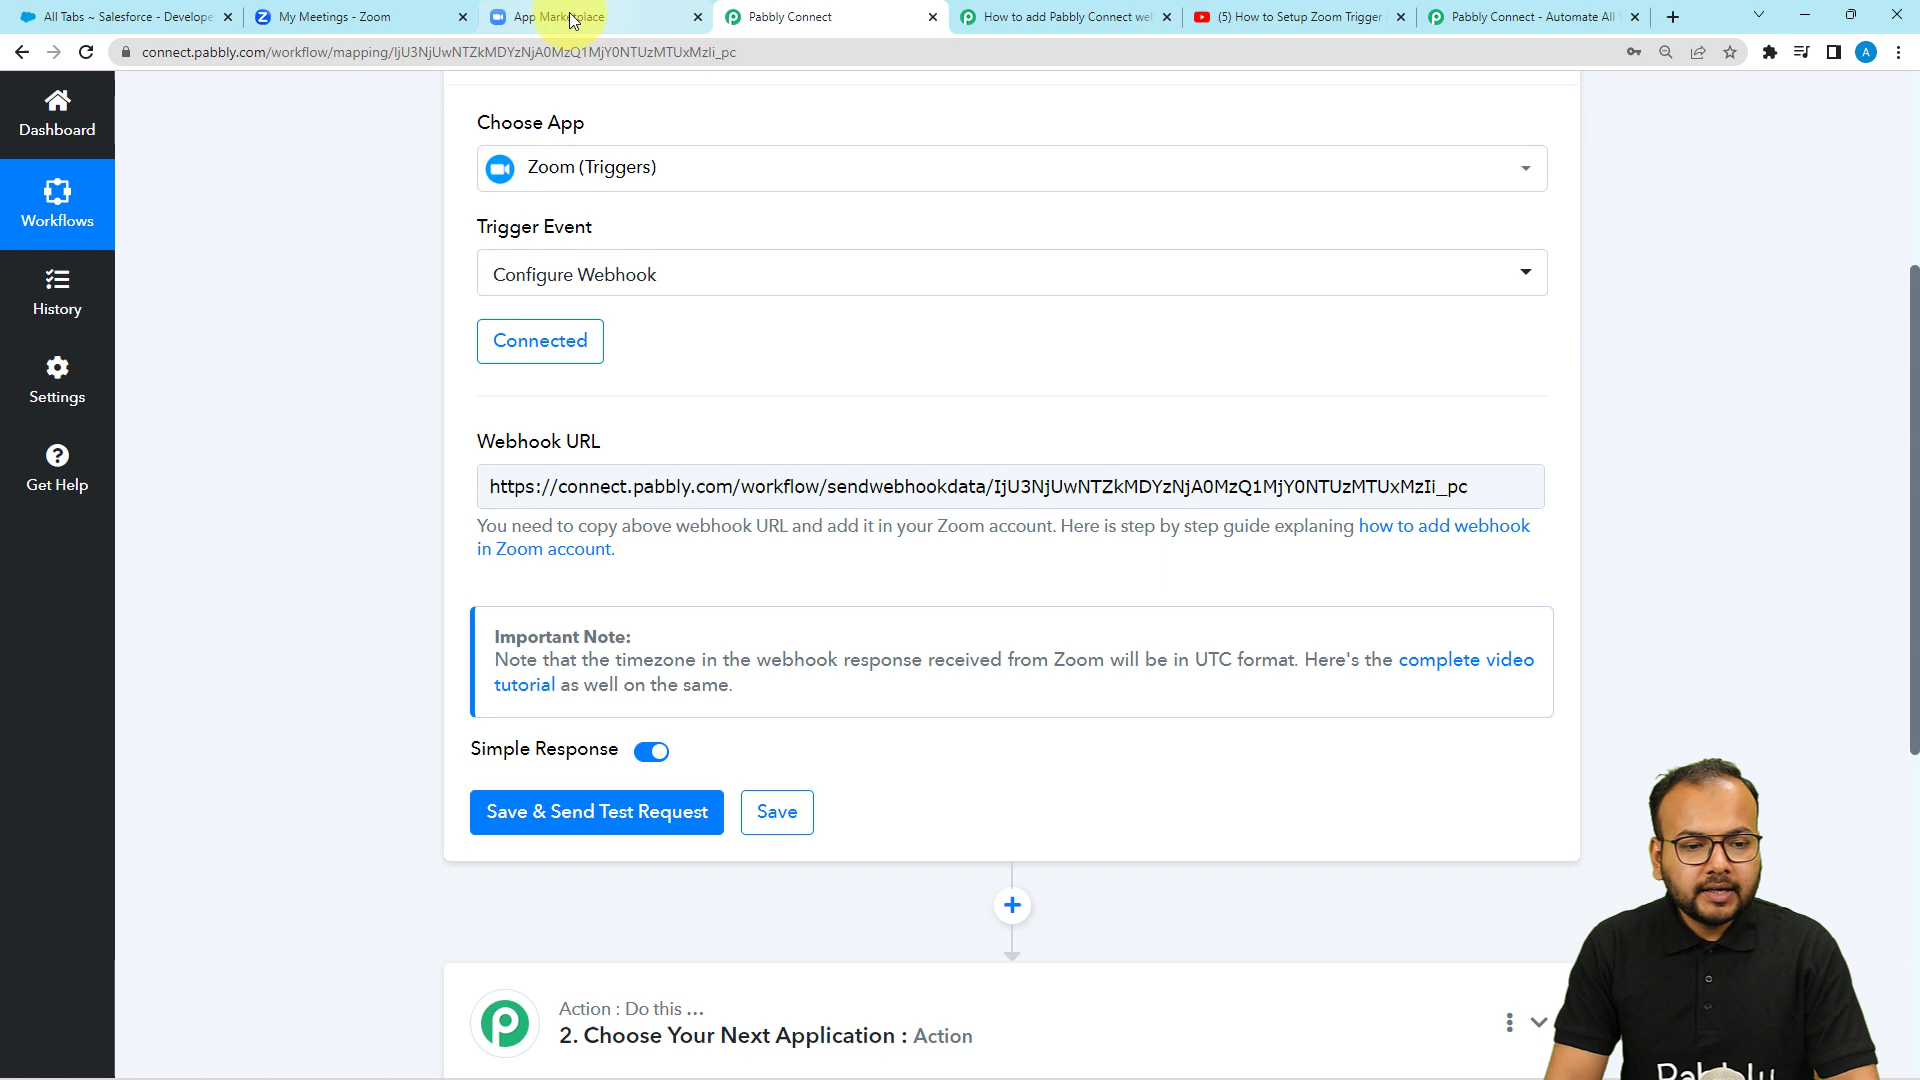 All Tabs ~ Salesforce - Develope
My Meetings - Zoom
App Marketplace
Pabbly Connect
How to add Pabbly Connect we
(5) How to Setup Zoom Trigger
Pabbly Connect - Automate All
connect.pabbly.com/workflow/mapping/IjU3NjUwNTZkMDYzNjA0MzQ1MjY0NTUzMTUxMzIi_pc
A
Dashboard
Workflows
History
Settings
Get Help
Choose App
Zoom (Triggers)
Trigger Event
Configure Webhook
Connected
Webhook URL
https://connect.pabbly.com/workflow/sendwebhookdata/IjU3NjUwNTZkMDYzNjA0MzQ1MjY0NTUzMTUxMzIi_pc
You need to copy above webhook URL and add it in your Zoom account. Here is step by step guide explaning how to add webhook
in Zoom account.
Important Note:
Note that the timezone in the webhook response received from Zoom will be in UTC format. Here's the complete video
tutorial as well on the same.
Simple Response
Save & Send Test Request
Save
Action : Do this ...
2. Choose Your Next Application : Action